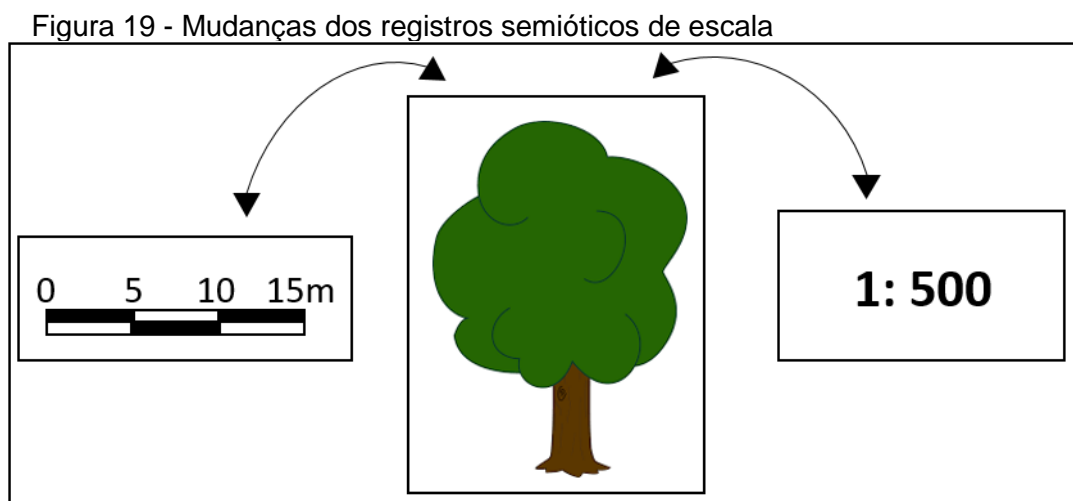 Figura 19 - Mudanças dos registros semióticos de escala
0 5 10 15m
1: 500